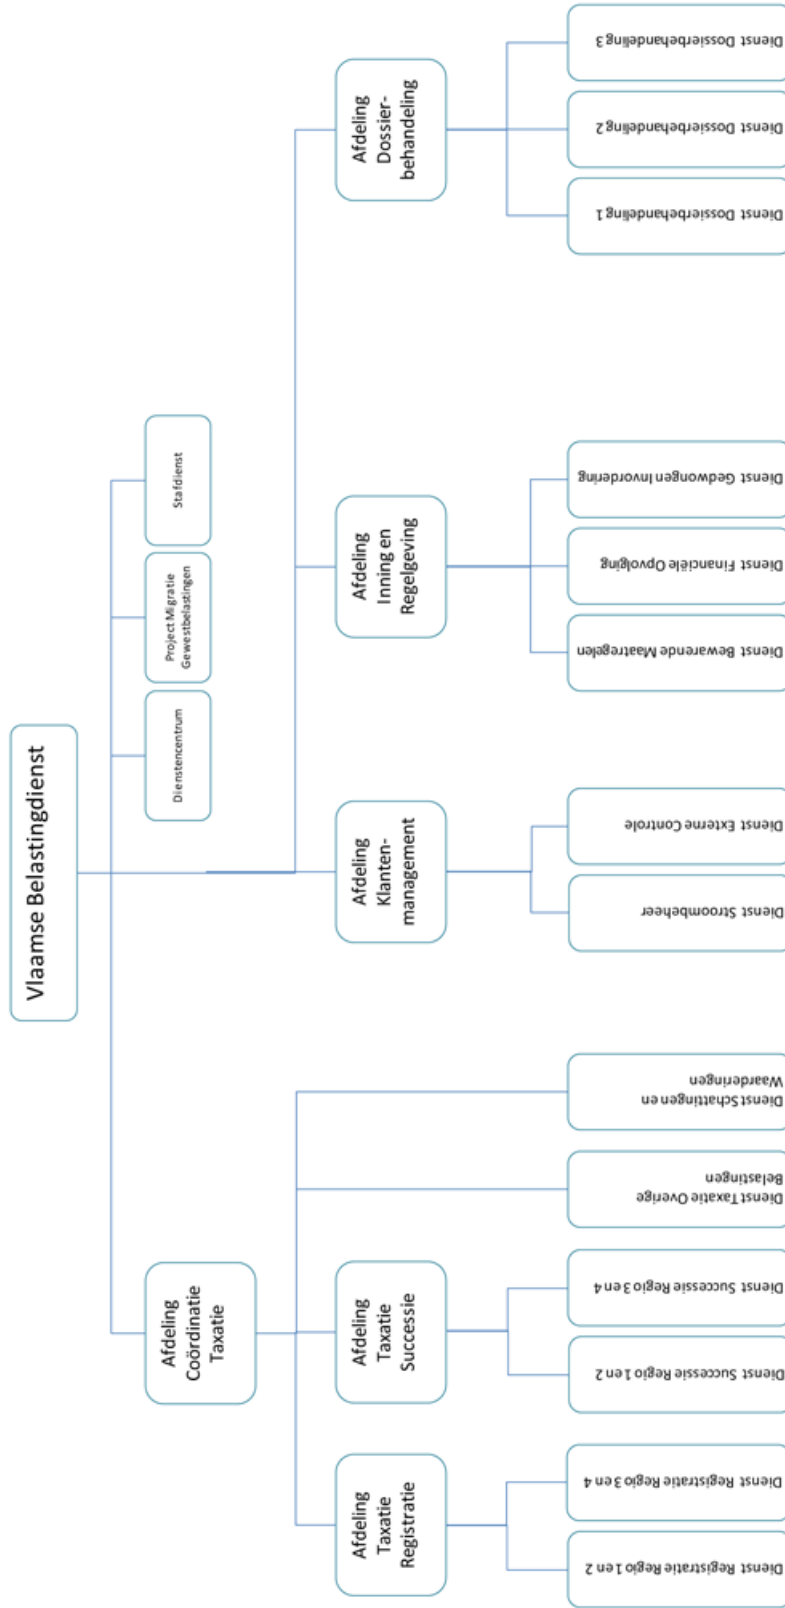 Vlaamse Belastingdienst
Dienstencentrum
Project Migratie
Gewestbelastingen
Stafdienst
Afdeling
Coördinatie
Taxatie
Afdeling
Taxatie
Registratie
Afdeling
Taxatie
Successie
Afdeling
Klanten-
management
Afdeling
Inning en
Regelgeving
Afdeling
Dossier-
behandeling
Dienst Registratie Regio 1 en 2
Dienst Registratie Regio 3 en 4
Dienst Successie Regio 1 en 2
Dienst Successie Regio 3 en 4
Dienst Taxatie Overige
Belastingen
Dienst Schattingen en
Waarderingen
Dienst Stroombeheer
Dienst Externe Controle
Dienst Bewarende Maatregelen
Dienst Financiële Opvolging
Dienst Gedwongen Invordering
Dienst Dossierbehandeling 1
Dienst Dossierbehandeling 2
Dienst Dossierbehandeling 3